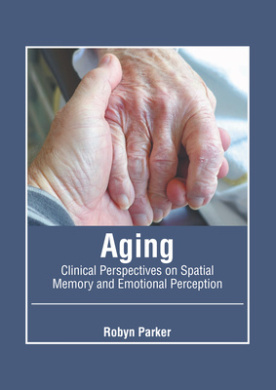 Aging
Clinical Perspectives on Spatial
Memory and Emotional Perception
Robyn Parker